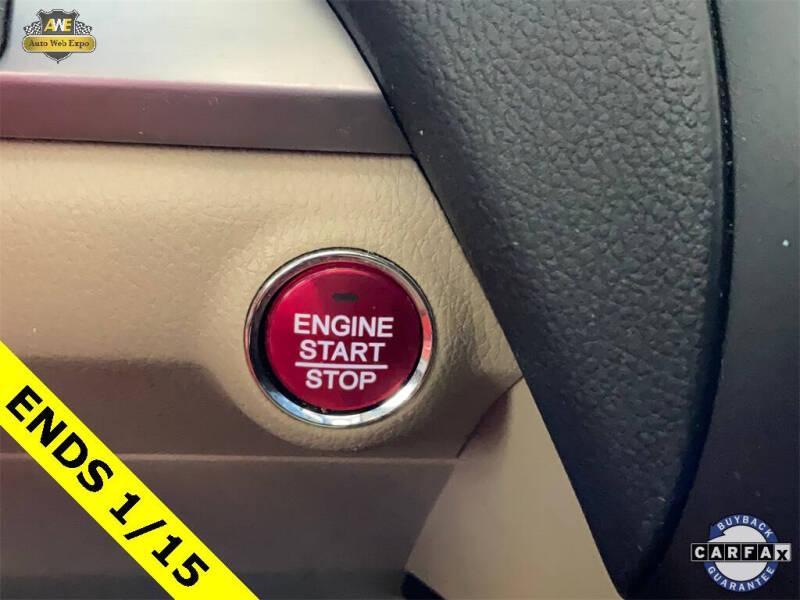 AWE
Auto Web Expo
ENGINE
START
STOP
ENDS 1/15
BUYBACK
CARFAX
GUARANTEE